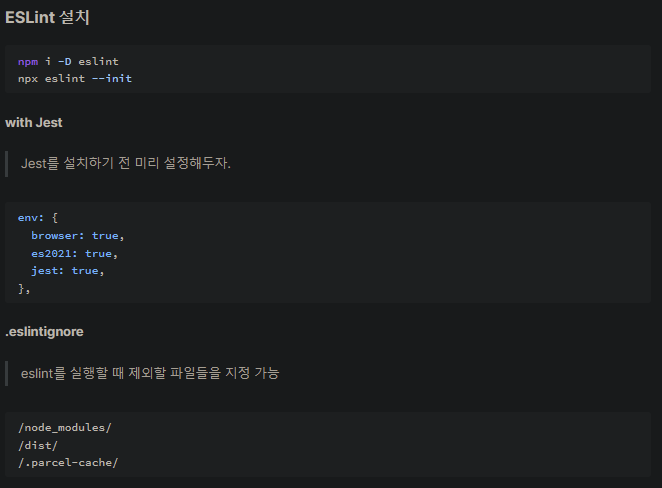 ESLint 설치
npm i -D eslint
npx eslint --init
with Jest
Jest를 설치하기 전 미리 설정해두자.
env: {
browser: true,
es2021: true,
jest: true,
},
.eslintignore
eslint를 실행할 때 제외할 파일들을 지정 가능
/node_modules/
/dist/
/.parcel-cache/